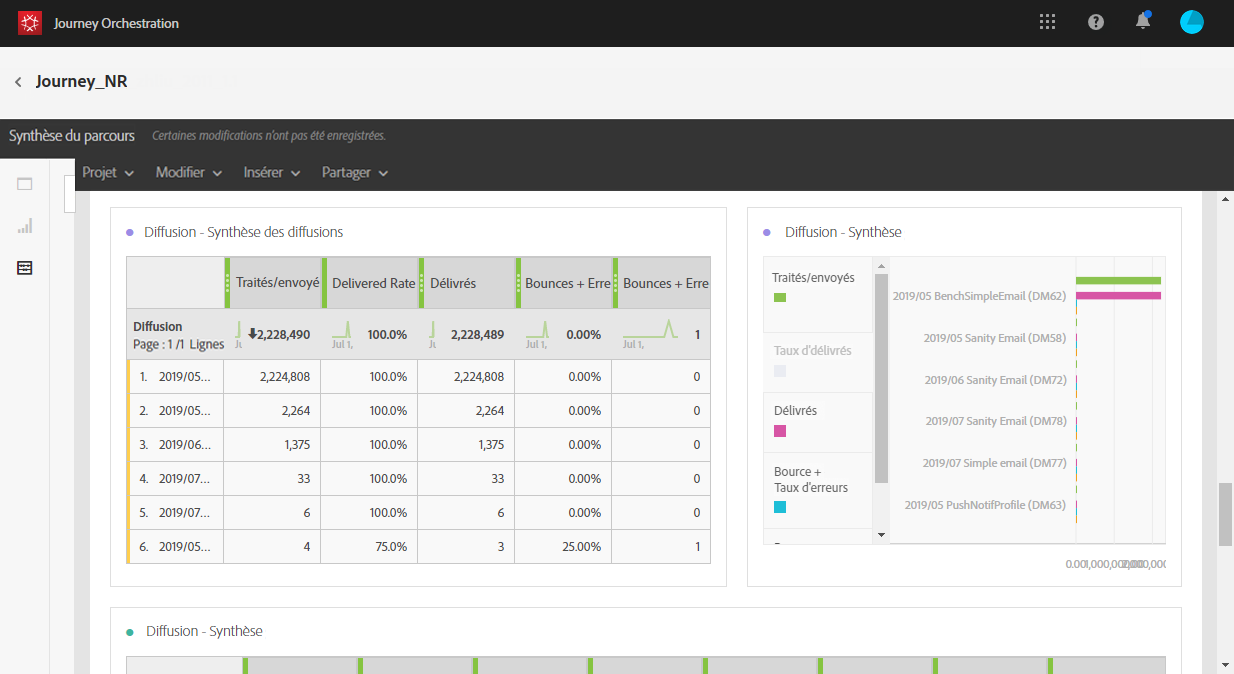 Journey Orchestration
Journey_NR
Synthèse du parcours Certaines modifications n'ont pas été enregistrées.
Projet Modifier Insérer Partager
Diffusion - Synthèse des diffusions
Traités/envoyé Delivered Rate Délivrés Bounces + Erre Bounces + Erre
Diffusion
Page : 1 /1 Lignes
2,228,490 Jul 1, 100.0% 2,228,489 Jul 1, 0.00% Jul 1, 1
1. 2019/05... 2,224,808 100.0% 2,224,808 0.00% 0
2. 2019/05... 2,264 100.0% 2,264 0.00% 0
3. 2019/06... 1,375 100.0% 1,375 0.00% 0
4. 2019/07... 33 100.0% 33 0.00% 0
5. 2019/07... 6 100.0% 6 0.00% 0
6. 2019/05... 4 75.0% 3 25.00% 1
Diffusion - Synthèse
Traités/envoyés
Taux d'délivrés
Délivrés
Bource +
Taux d'erreurs
2019/05 BenchSimpleEmail (DM62)
2019/05 Sanity Email (DM58)
2019/06 Sanity Email (DM72)
2019/07 Sanity Email (DM78)
2019/07 Simple email (DM77)
2019/05 PushNotifProfile (DM63)
Diffusion - Synthèse